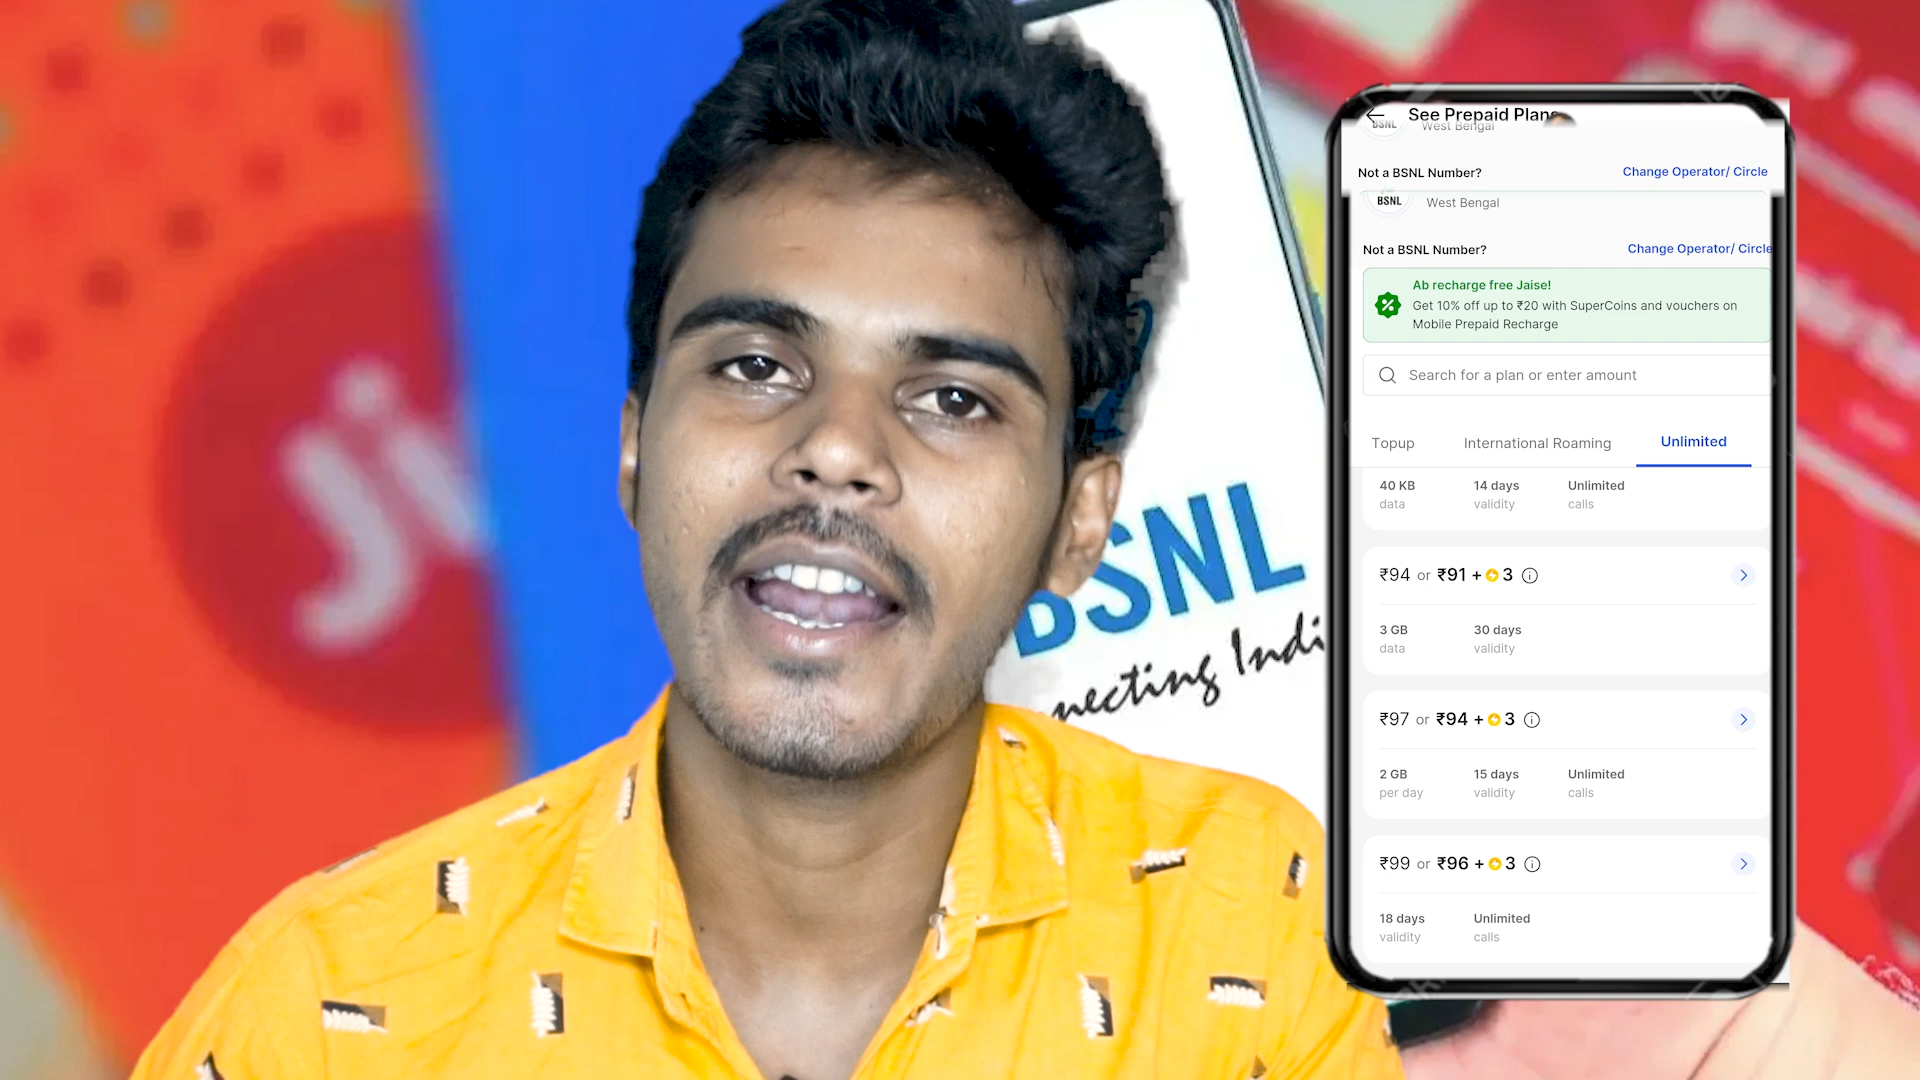 BSNL
necting Indi
See Prepaid Plans
BSNL
West Bengal
Not a BSNL Number?
Change Operator/ Circle
BSNL
West Bengal
Not a BSNL Number?
Change Operator/ Circle
Ab recharge free Jaise!
Get 10% off up to ₹20 with SuperCoins and vouchers on
Mobile Prepaid Recharge
Search for a plan or enter amount
Topup International Roaming Unlimited
40 KB 14 days Unlimited
data validity calls
₹94 or ₹91 + 3
3 GB 30 days
data validity
₹97 or ₹94 + 3
2 GB 15 days Unlimited
per day validity calls
₹99 or ₹96 + 3
18 days Unlimited
validity calls